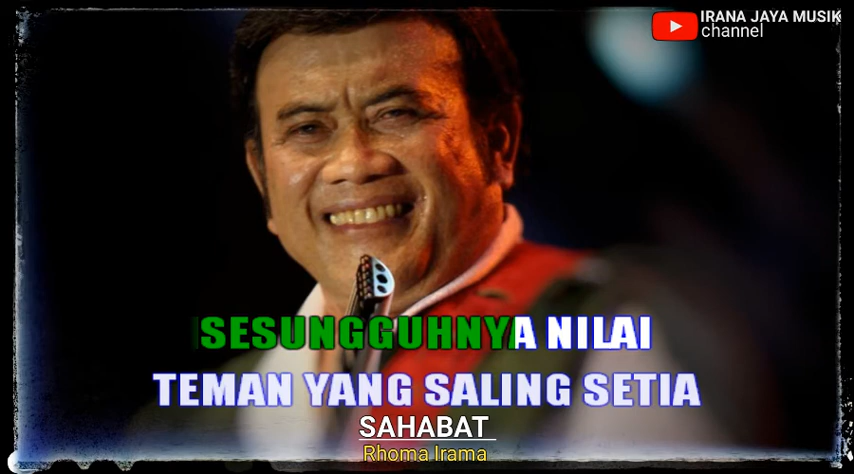 IRANA JAYA MUSIK
channel
SESUNGGUHNYA NILAI
TEMAN YANG SALING SETIA
SAHABAT
Rhoma Irama